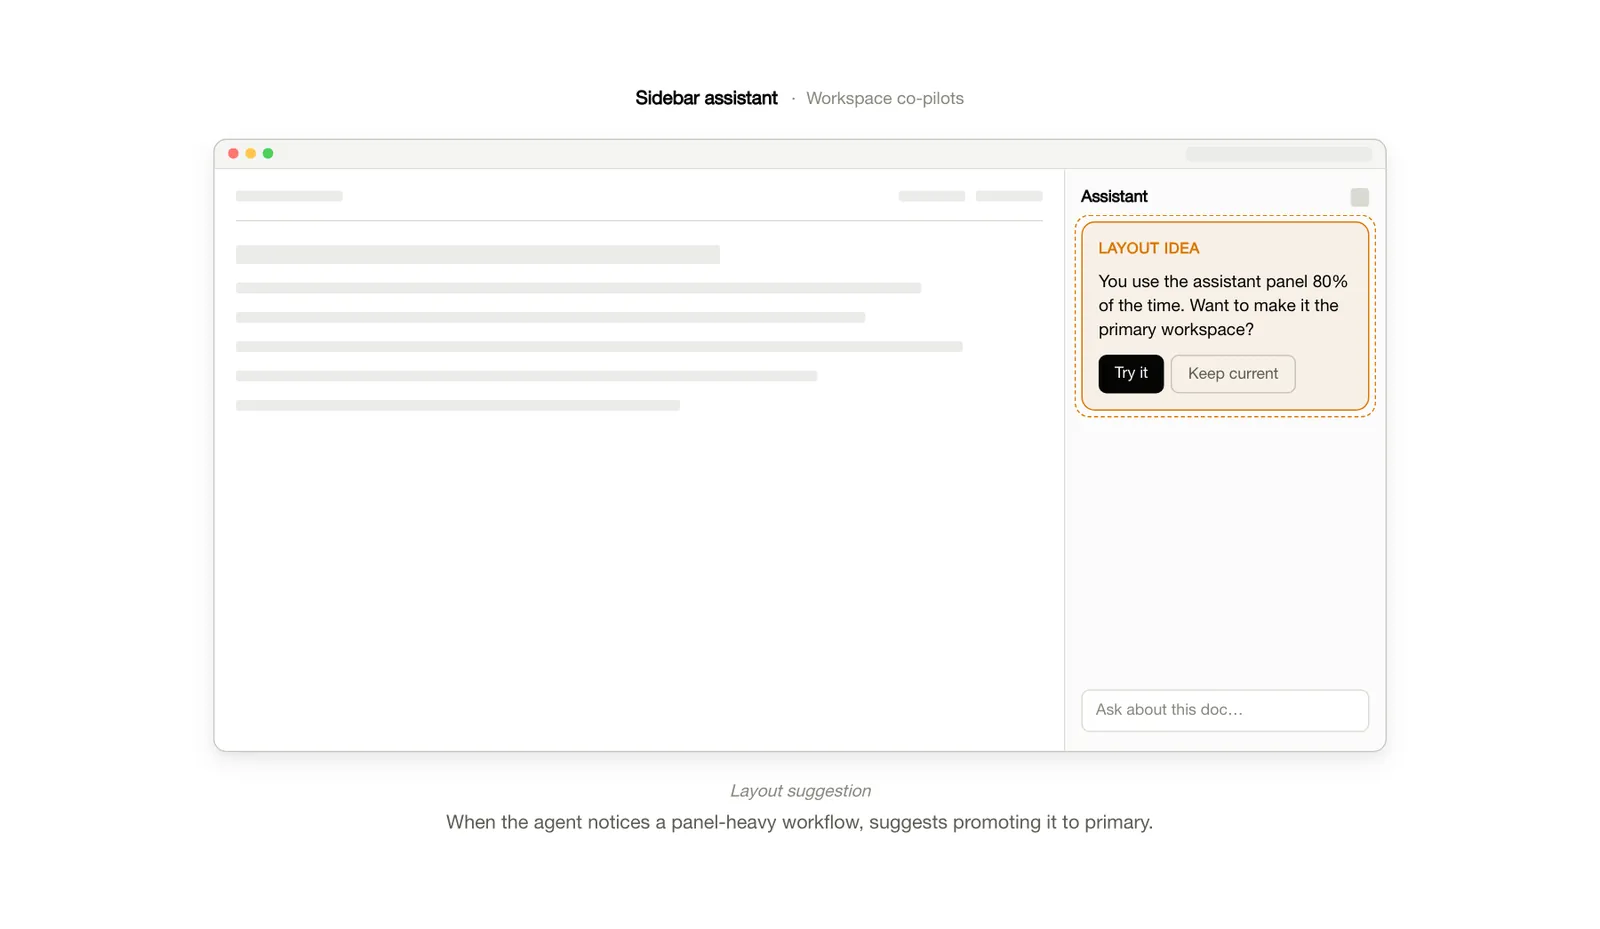 Sidebar assistant · Workspace co-pilots
Assistant
LAYOUT IDEA
You use the assistant panel 80%
of the time. Want to make it the
primary workspace?
Try it Keep current
Ask about this doc…
Layout suggestion
When the agent notices a panel-heavy workflow, suggests promoting it to primary.